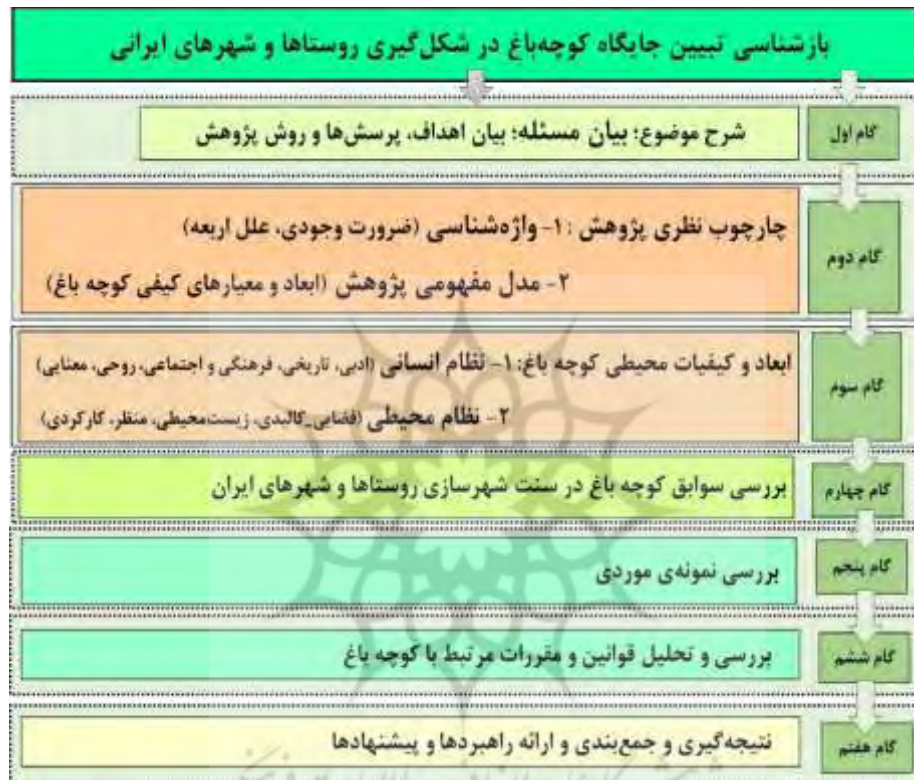 بازشناسی تبیین جایگاه کوچه‌باغ در شکل‌گیری روستاها و شهرهای ایرانی
گام اول
شرح موضوع؛ بیان مسئله؛ بیان اهداف، پرسش‌ها و روش پژوهش
گام دوم
چارچوب نظری پژوهش : ۱- واژه‌شناسی (ضرورت وجودی، علل اربعه)
۲- مدل مفهومی پژوهش (ابعاد و معیارهای کیفی کوچه باغ)
گام سوم
ابعاد و کیفیات محیطی کوچه باغ: ۱- نظام انسانی (ادبی، تاریخی، فرهنگی و اجتماعی، روحی، معنایی)
۲- نظام محیطی (فضایی_کالبدی، زیست‌محیطی، منظر، کارکردی)
گام چهارم
بررسی سوابق کوچه باغ در سنت شهرسازی روستاها و شهرهای ایران
گام پنجم
بررسی نمونه‌ی موردی
گام ششم
بررسی و تحلیل قوانین و مقررات مرتبط با کوچه باغ
گام هفتم
نتیجه‌گیری و جمع‌بندی و ارائه راهبردها و پیشنهادها